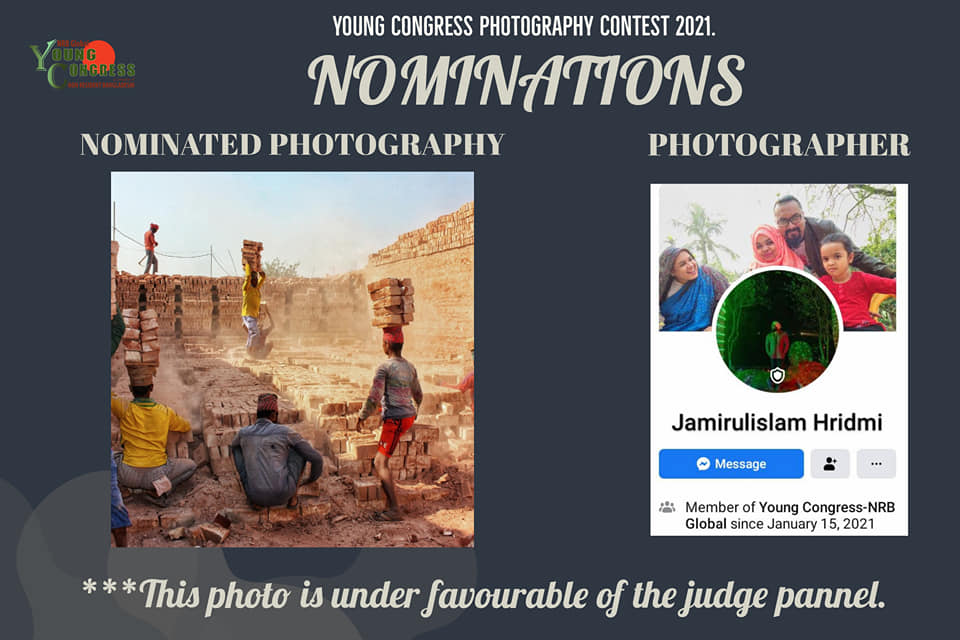 YOUNG CONGRESS PHOTOGRAPHY CONTEST 2021.
NOMINATIONS
YOUNG
CONGRESS
NOMINATED PHOTOGRAPHY
PHOTOGRAPHER
Jamirulislam Hridmi
Message
Member of Young Congress-NRB
Global since January 15, 2021
***This photo is under favourable of the judge pannel.